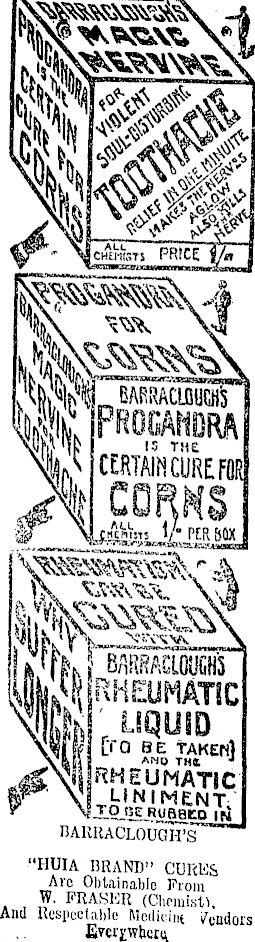 BARRACLOUGH'S
MAGIC
NERVINE
PROGANDRA
IS THE
CERTAIN
CURE FOR
CORNS
FOR
VIOLENT
SOUL-DISTURBING
TOOTHACHE
RELIEF IN ONE MINUITE
MAKES THE NERVES
AGLOW
ALSO KILLS
NERVE
ALL
CHEMISTS PRICE 1/-
PROGANDRA
FOR
CORNS
BARRACLOUGHS
MAGIC
NERVINE
FOR
TOOTHACHE
BARRACLOUGHS
PROGANDRA
IS THE
CERTAIN CURE FOR
CORNS
ALL
CHEMISTS 1/- PER BOX
RHEUMATISM
CAN BE
CURED
WITH
WHY
SUFFER
LONGER
BARRACLOUGHS
RHEUMATIC
LIQUID
[TO BE TAKEN]
AND THE
RHEUMATIC
LINIMENT
TO BE RUBBED IN
BARRACLOUGH'S
"HUIA BRAND" CURES
Are Obtainable From
W. FRASER (Chemist),
And Respectable Medicine Vendors
Everywhere